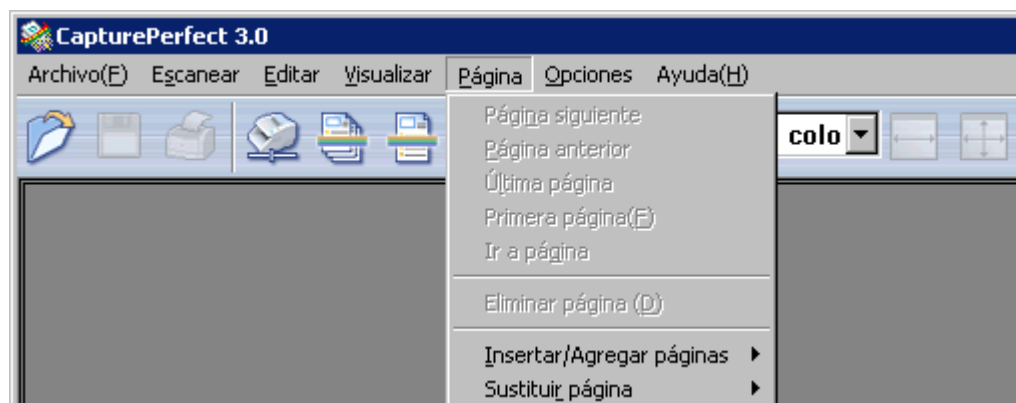 CapturePerfect 3.0
Archivo(F) Escanear Editar Visualizar Página Opciones Ayuda(H)
colo
Página siguiente
Página anterior
Última página
Primera página(F)
Ir a página
Eliminar página (D)
Insertar/Agregar páginas
Sustituir página